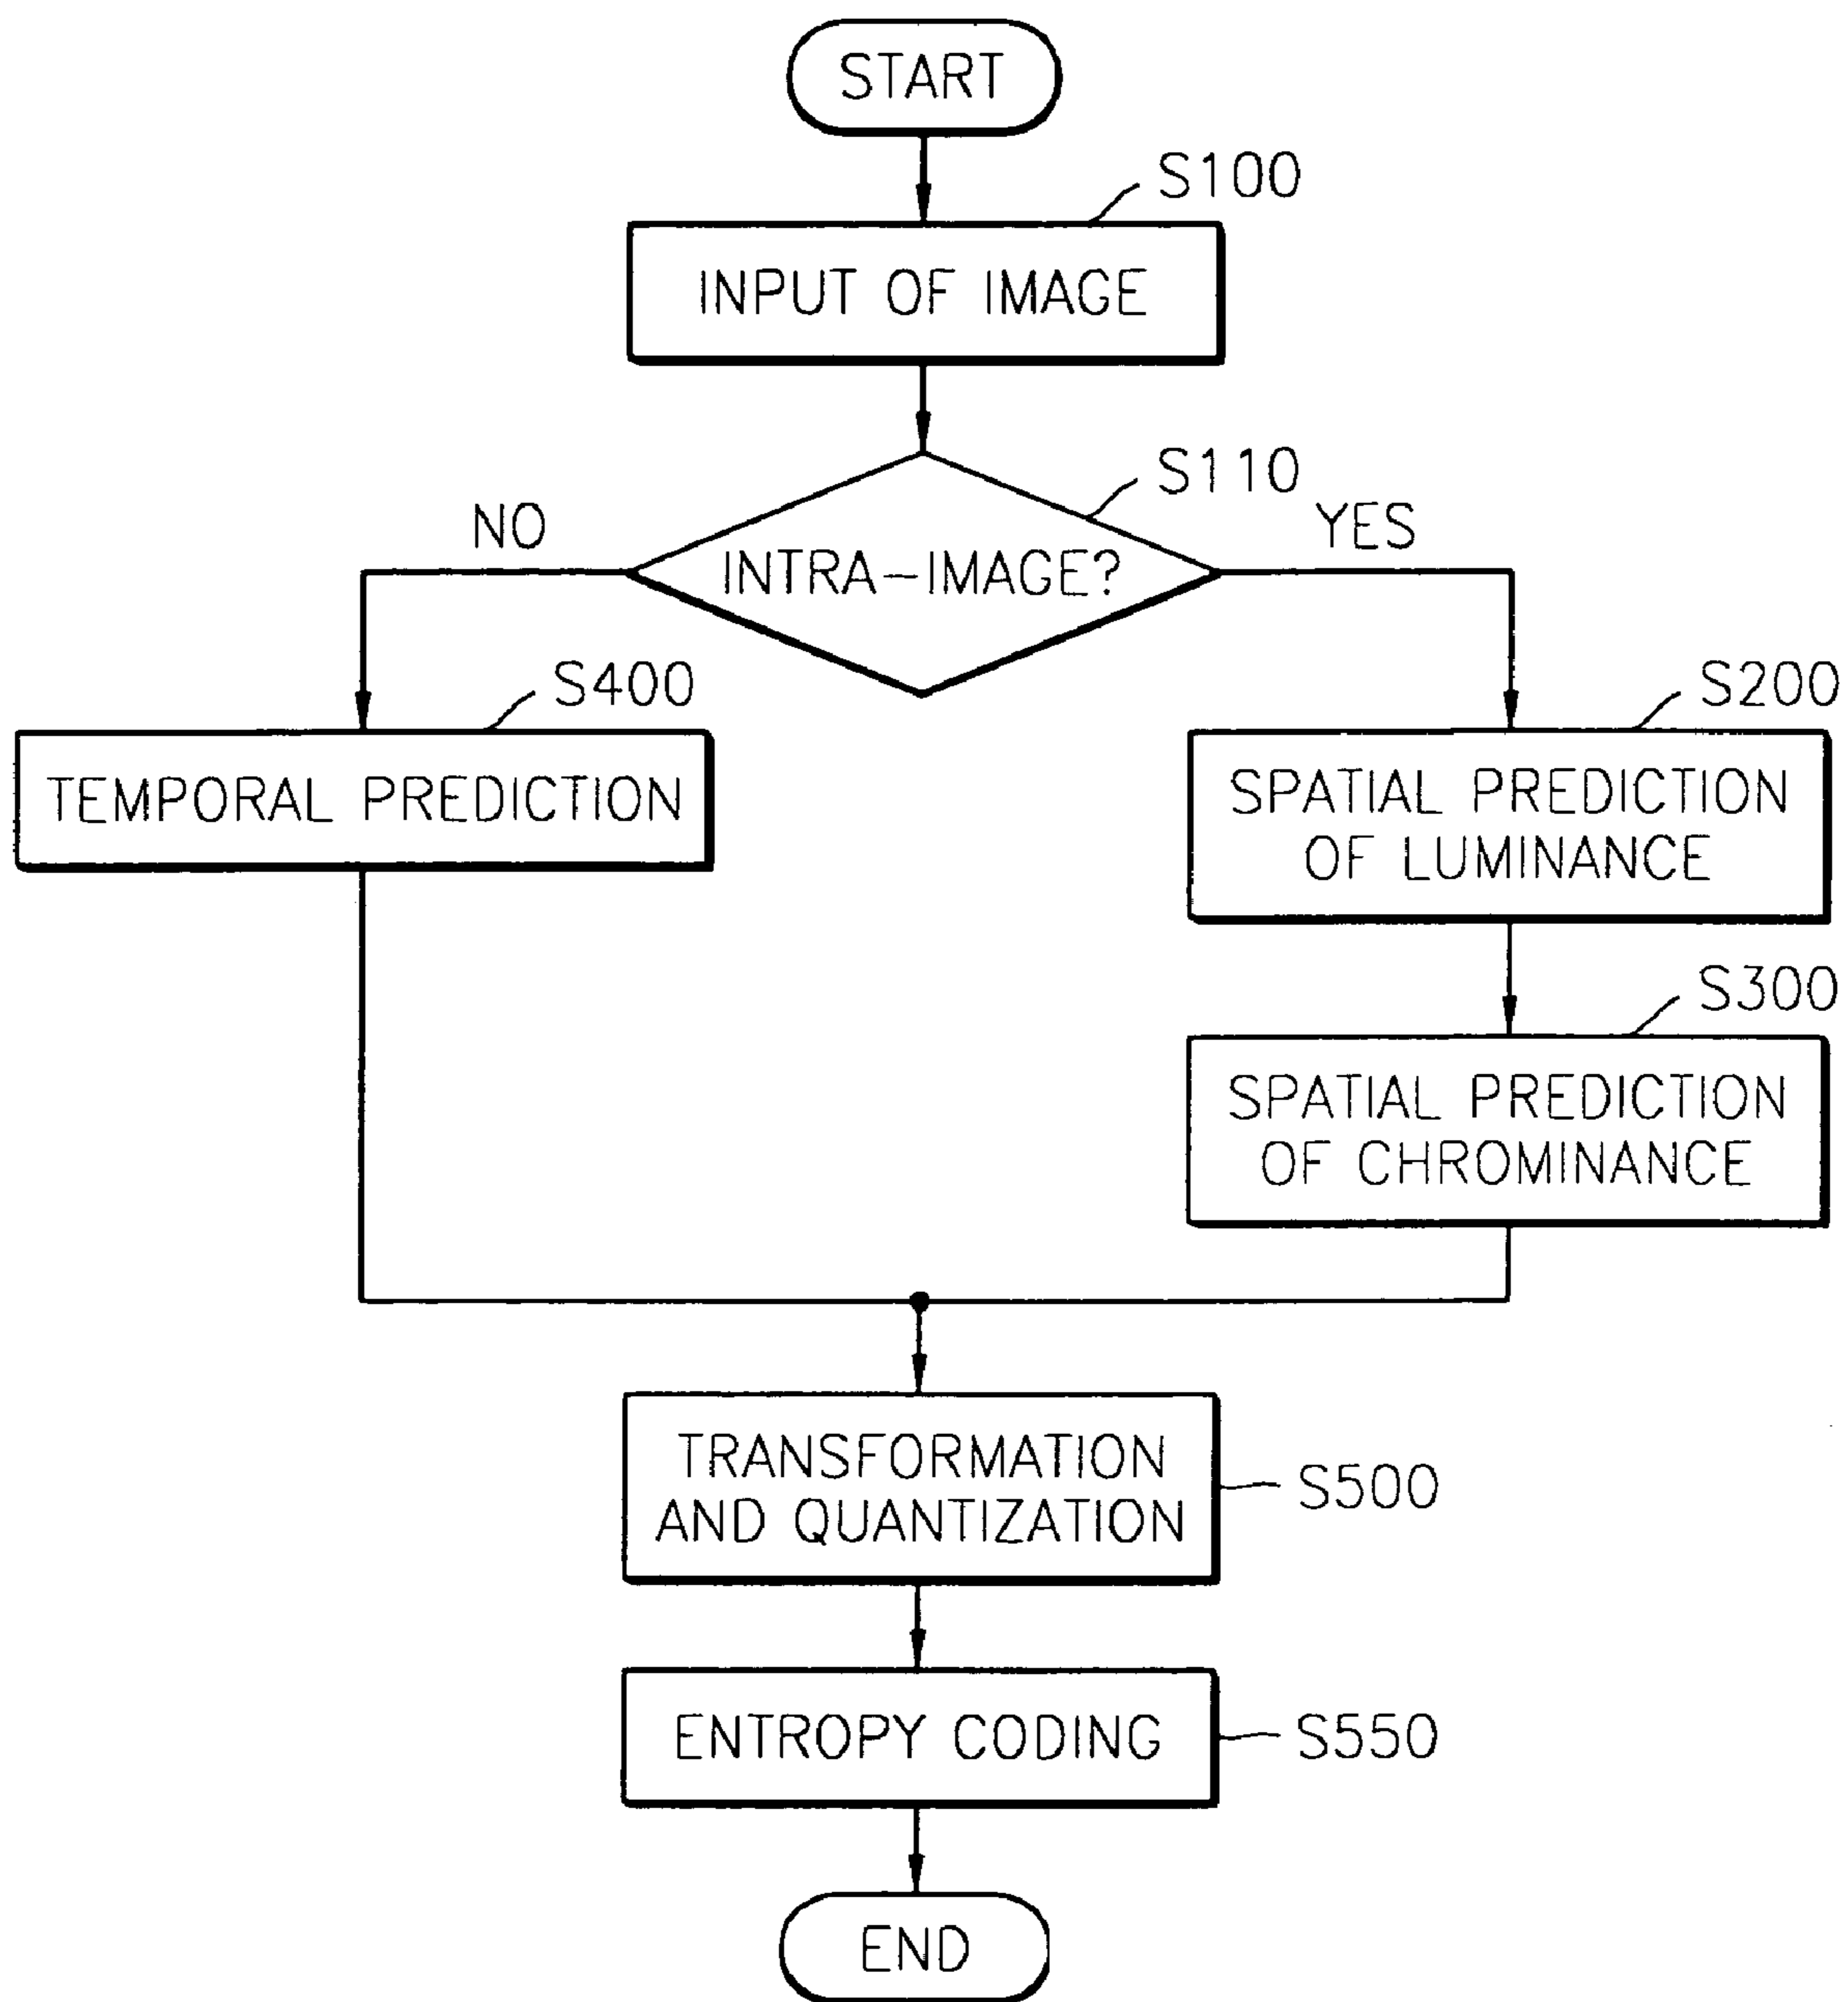 START
S100
INPUT OF IMAGE
S110
NO
YES
INTRA-IMAGE?
S400
S200
TEMPORAL PREDICTION
SPATIAL PREDICTION
OF LUMINANCE
S300
SPATIAL PREDICTION
OF CHROMINANCE
TRANSFORMATION
AND QUANTIZATION
S500
ENTROPY CODING
S550
END